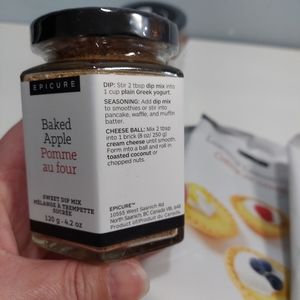 EPICURE
Baked
Apple
Pomme
au four
SWEET DIP MIX
MÉLANGE À TREMPETTE
SUCRÉE
120 g - 4.2 oz
DIP: Stir 2 tbsp dip mix into
1 cup plain Greek yogurt.
SEASONING: Add dip mix
to smoothies or stir into
pancake, waffle, and muffin
batter.
CHEESE BALL: Mix 2 tbsp
into 1 brick (8 oz/ 250 g)
cream cheese until smooth.
Form into a ball and roll in
toasted coconut or
chopped nuts.
EPICURE™
10555 West Saanich Rd
North Saanich, BC Canada V8L 6A8
Product of/Produit du Canada